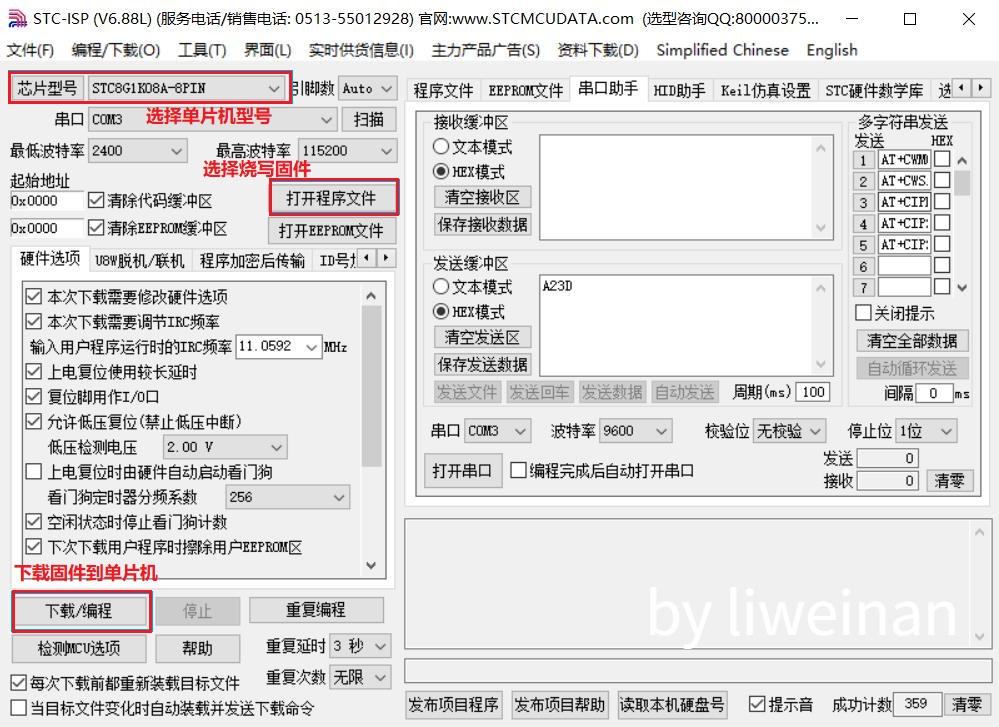 STC-ISP (V6.88L) (服务电话/销售电话: 0513-55012928) 官网:www.STCMCUDATA.com (选型咨询QQ:80000375...
文件(F) 编程/下载(O) 工具(T) 界面(L) 实时供货信息(I) 主力产品广告(S) 资料下载(D) Simplified Chinese English
芯片型号 STC8G1K08A-8PIN 引脚数 Auto
串口 COM3 选择单片机型号 扫描
最低波特率 2400 最高波特率 115200
选择烧写固件
起始地址
0x0000 清除代码缓冲区 打开程序文件
0x0000 清除EEPROM缓冲区 打开EEPROM文件
硬件选项 U8W脱机/联机 程序加密后传输 ID号
本次下载需要修改硬件选项
本次下载需要调节IRC频率
输入用户程序运行时的IRC频率 11.0592 MHz
上电复位使用较长延时
复位脚用作I/O口
允许低压复位(禁止低压中断)
低压检测电压 2.00 V
上电复位时由硬件自动启动看门狗
看门狗定时器分频系数 256
空闲状态时停止看门狗计数
下次下载用户程序时擦除用户EEPROM区
下载固件到单片机
下载/编程 停止 重复编程
检测MCU选项 帮助 重复延时 3 秒
重复次数 无限
每次下载前都重新装载目标文件
当目标文件变化时自动装载并发送下载命令
程序文件 EEPROM文件 串口助手 HID助手 Keil仿真设置 STC硬件数学库 选
接收缓冲区
文本模式
HEX模式
清空接收区
保存接收数据
发送缓冲区
文本模式 A23D
HEX模式
清空发送区
保存发送数据
发送文件 发送回车 发送数据 自动发送 周期(ms) 100
多字符串发送
发送 HEX
1 AT+CWM
2 AT+CWS.
3 AT+CIPI
4 AT+CIP:
5 AT+CIP:
6
7
关闭提示
清空全部数据
自动循环发送
间隔 0 ms
串口 COM3 波特率 9600 校验位 无校验 停止位 1位
打开串口 编程完成后自动打开串口
发送 0
接收 0 清零
by liweinan
发布项目程序 发布项目帮助 读取本机硬盘号 提示音 成功计数 359 清零